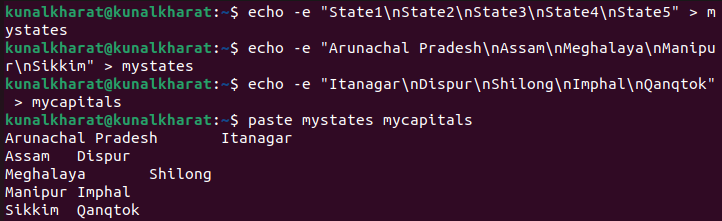 kunalkharat@kunalkharat:~$ echo -e "State1\nState2\nState3\nState4\nState5" > m
ystates
kunalkharat@kunalkharat:~$ echo -e "Arunachal Pradesh\nAssam\nMeghalaya\nManipu
r\nSikkim" > mystates
kunalkharat@kunalkharat:~$ echo -e "Itanagar\nDispur\nShilong\nImphal\nQanqtok"
 > mycapitals
kunalkharat@kunalkharat:~$ paste mystates mycapitals
Arunachal Pradesh	Itanagar
Assam	Dispur
Meghalaya	Shilong
Manipur	Imphal
Sikkim	Qanqtok